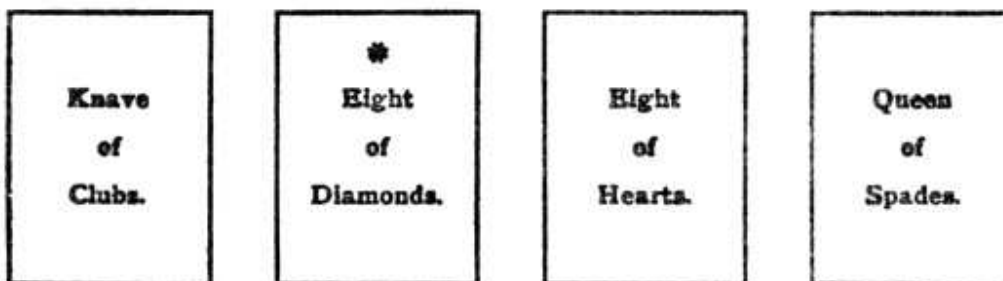 Knave
of
Clubs.
*
Eight
of
Diamonds.
Eight
of
Hearts.
Queen
of
Spades.